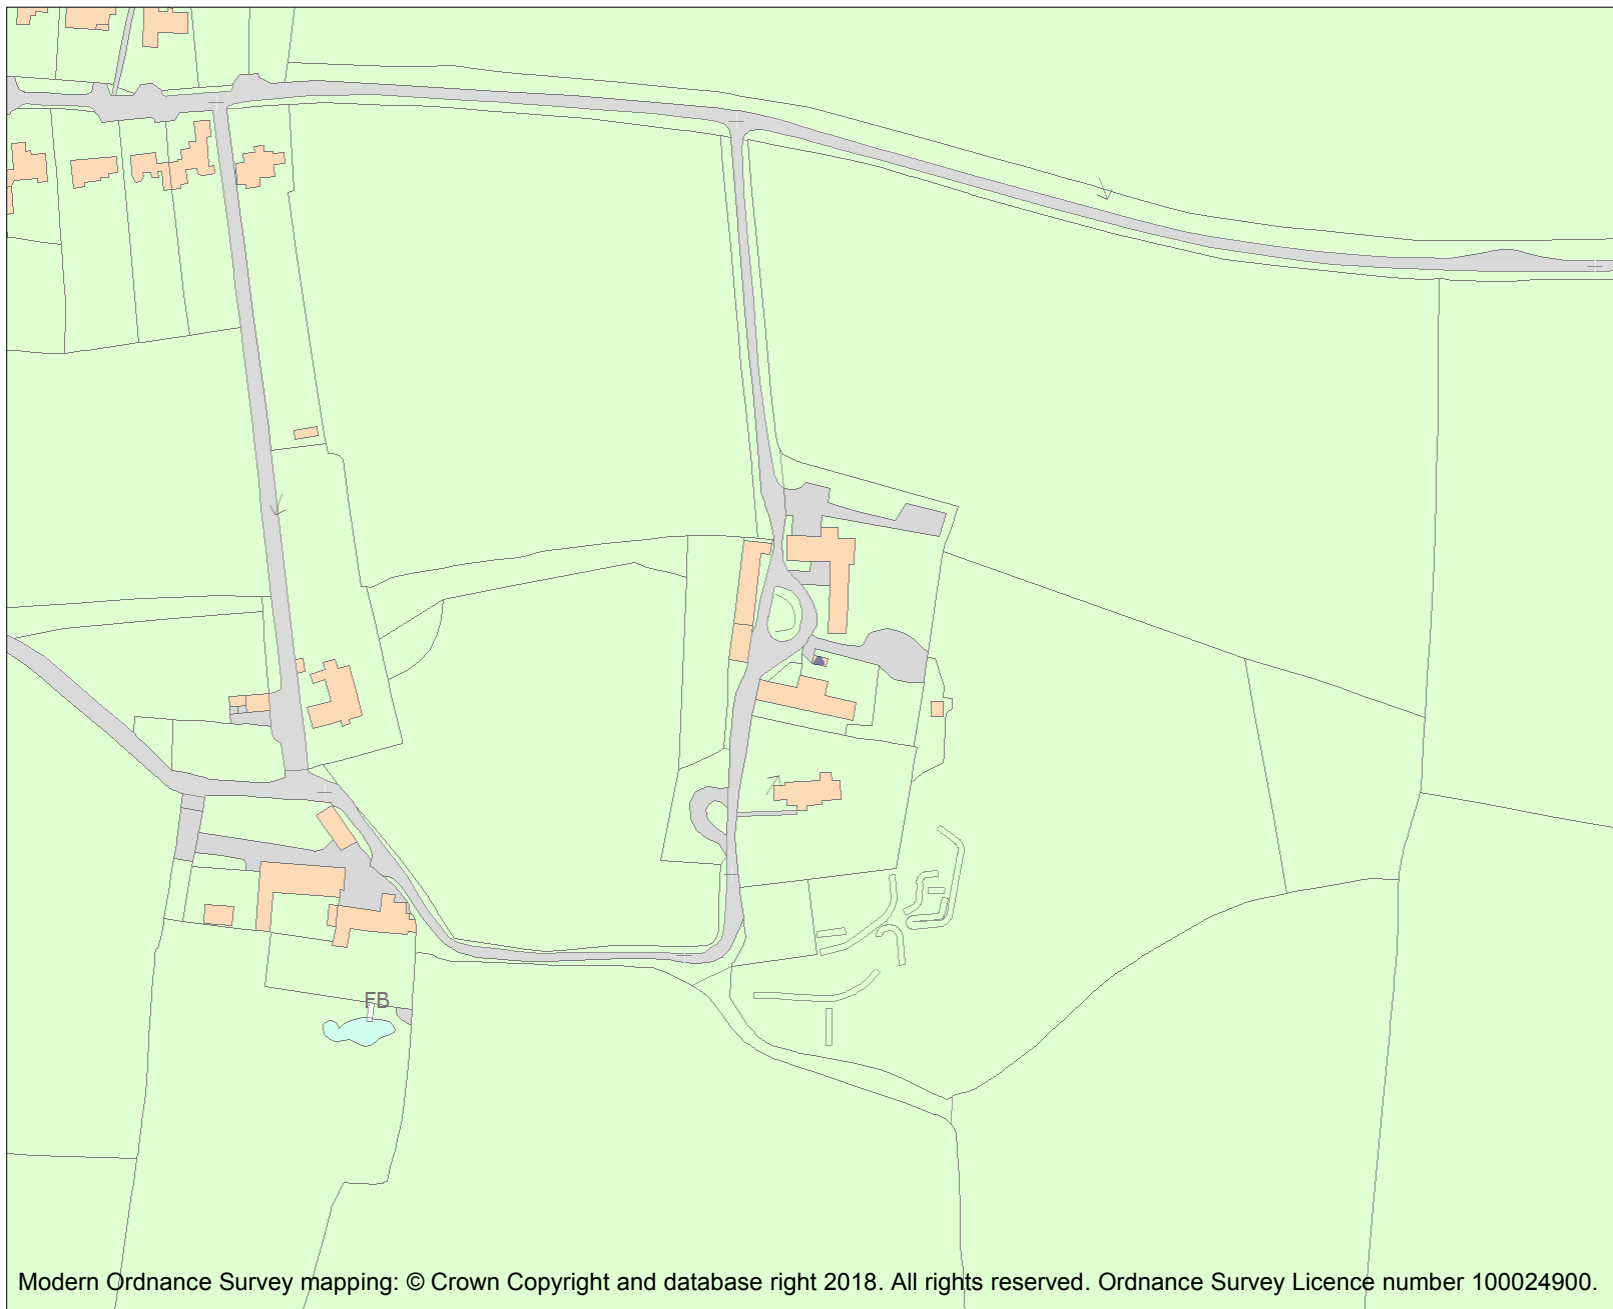 FB
Modern Ordnance Survey mapping: © Crown Copyright and database right 2018. All rights reserved. Ordnance Survey Licence number 100024900.